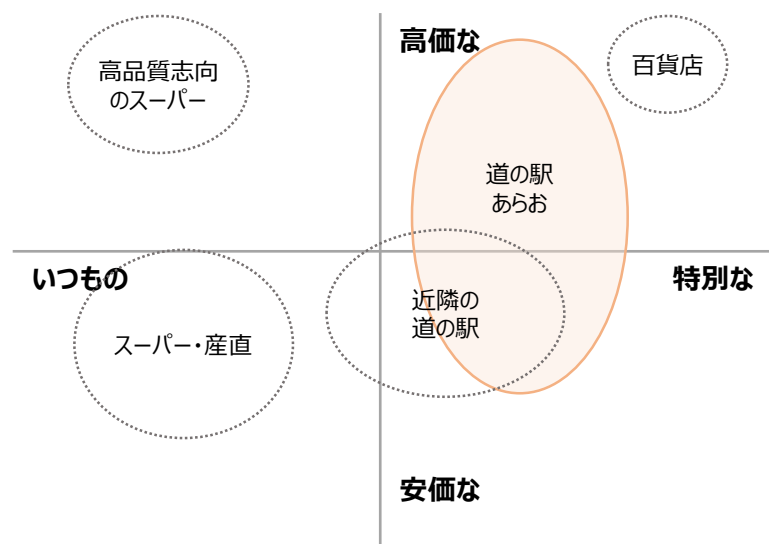 高価な
高品質志向
のスーパー
百貨店
道の駅
あらお
いつもの
特別な
近隣の
道の駅
スーパー・産直
安価な